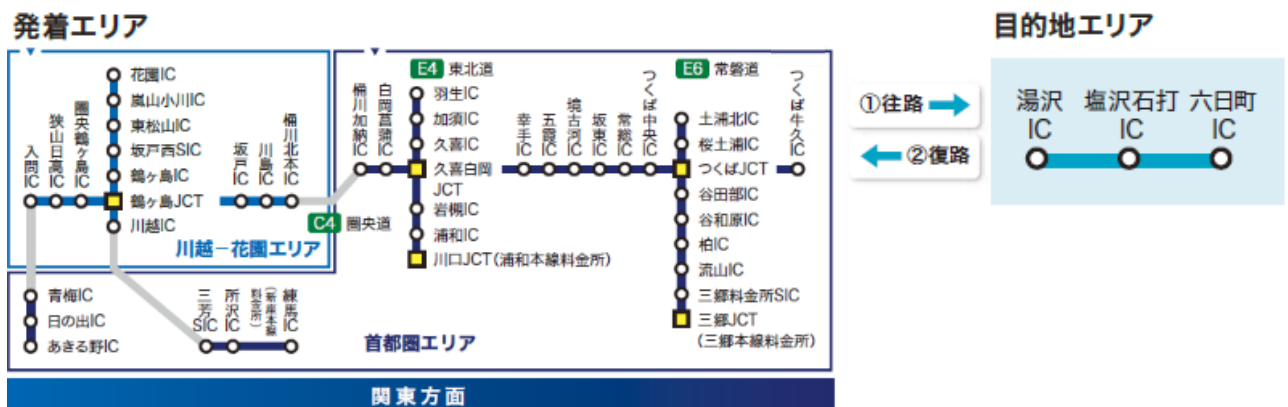 発着エリア
目的地エリア
花園IC
嵐山小川IC
東松山IC
坂戸西SIC
鶴ヶ島IC
鶴ヶ島JCT
川越IC
入間IC
狭山日高IC
圏央鶴ヶ島IC
坂戸IC
川島IC
桶川北本IC
川越－花園エリア
C4 圏央道
桶川加納IC
白岡菖蒲IC
E4 東北道
羽生IC
加須IC
久喜IC
久喜白岡
JCT
岩槻IC
浦和IC
川口JCT(浦和本線料金所)
幸手IC
五霞IC
境古河IC
坂東IC
常総IC
つくば中央IC
E6 常磐道
土浦北IC
桜土浦IC
つくばJCT
谷田部IC
谷和原IC
柏IC
流山IC
三郷料金所SIC
三郷JCT
(三郷本線料金所)
つくば牛久IC
青梅IC
日の出IC
あきる野IC
三芳SIC
所沢IC
(新座本線料金所)
練馬IC
首都圏エリア
関東方面
①往路
②復路
湯沢IC
塩沢石打IC
六日町IC